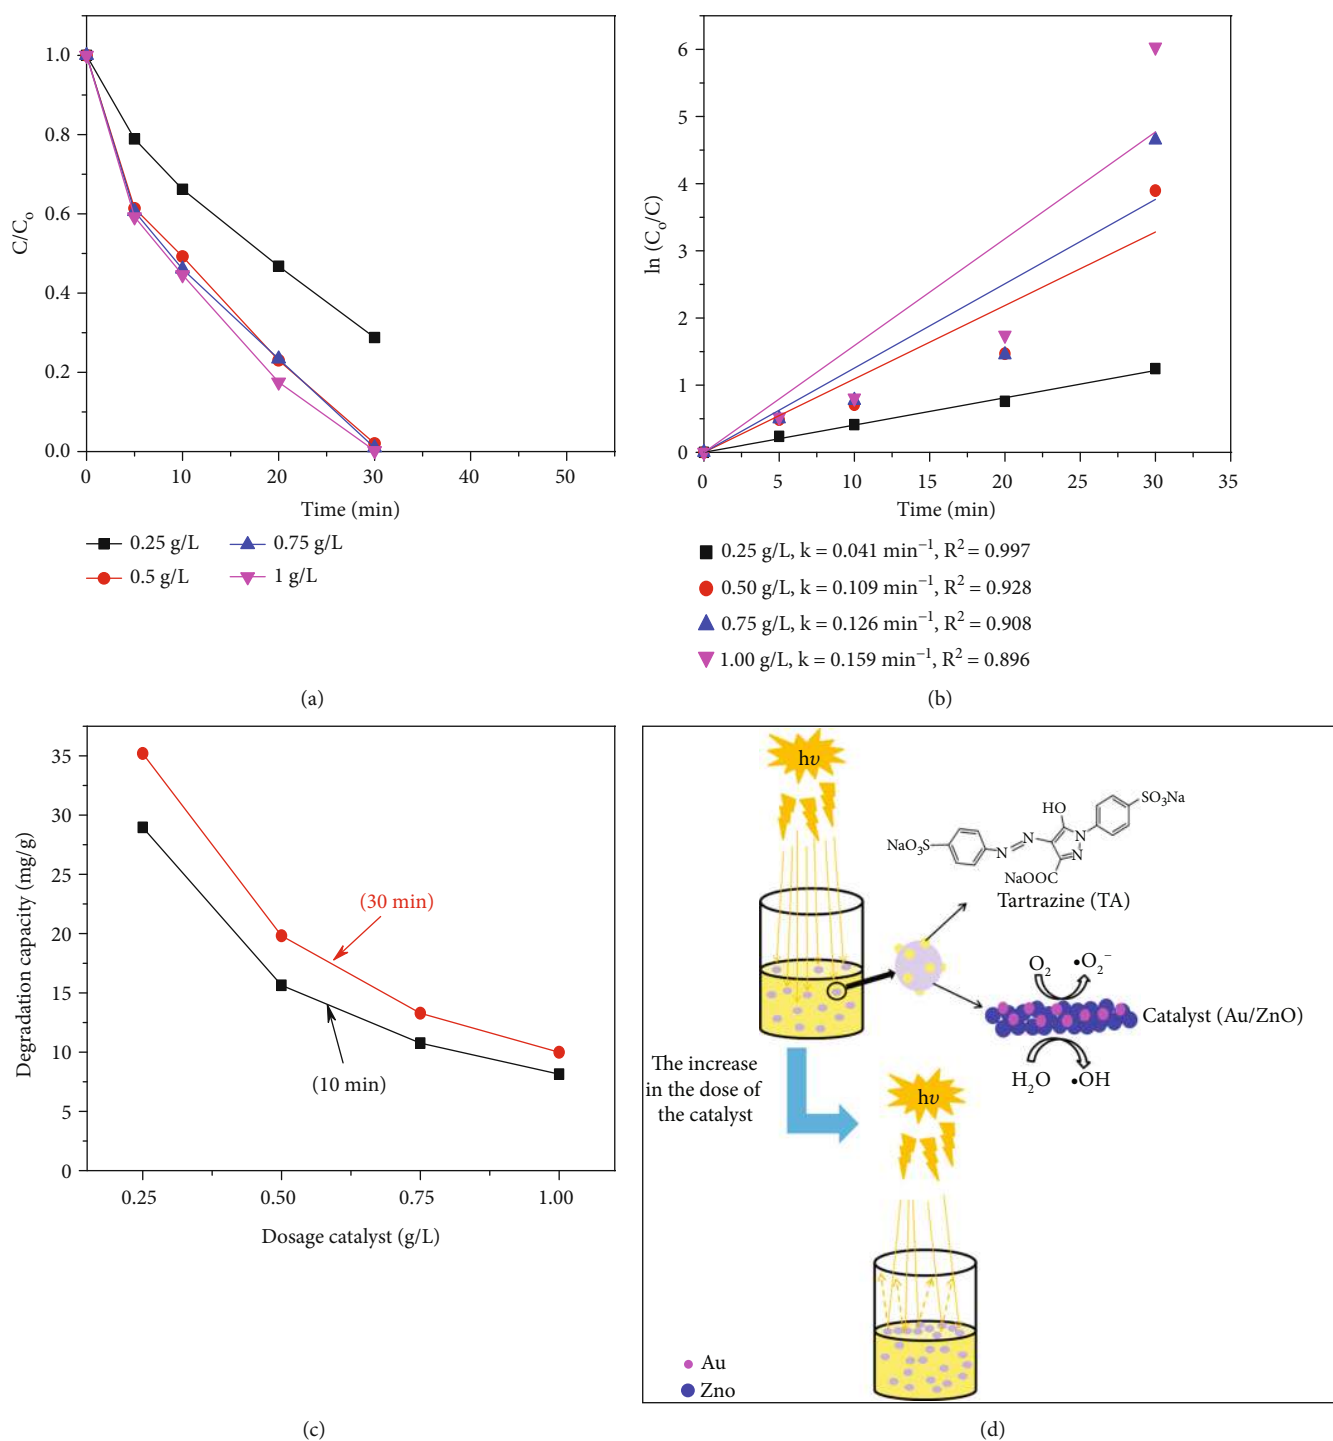 1.0
0.8
0.6
0.4
0.2
0.0
C/Cₒ
0 10 20 30 40 50
Time (min)
0.25 g/L 0.75 g/L
0.5 g/L 1 g/L
(a)
6
5
4
3
2
1
0
ln (Cₒ/C)
0 5 10 15 20 25 30 35
Time (min)
0.25 g/L, k = 0.041 min⁻¹, R² = 0.997
0.50 g/L, k = 0.109 min⁻¹, R² = 0.928
0.75 g/L, k = 0.126 min⁻¹, R² = 0.908
1.00 g/L, k = 0.159 min⁻¹, R² = 0.896
(b)
35
30
25
20
15
10
5
0
Degradation capacity (mg/g)
(30 min)
(10 min)
0.25 0.50 0.75 1.00
Dosage catalyst (g/L)
(c)
hν
SO₃Na
HO
N
NaO₃S
N
N
N
NaOOC
Tartrazine (TA)
O₂ •O₂⁻
Catalyst (Au/ZnO)
H₂O •OH
The increase
in the dose of
the catalyst
hν
Au
Zno
(d)